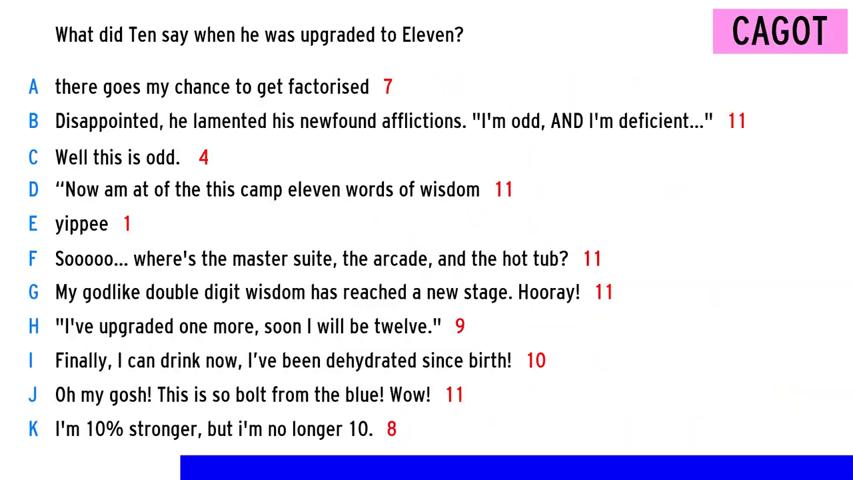 What did Ten say when he was upgraded to Eleven?
CAGOT
A there goes my chance to get factorised 7
B Disappointed, he lamented his newfound afflictions. "I'm odd, AND I'm deficient..." 11
C Well this is odd. 4
D “Now am at of the this camp eleven words of wisdom 11
E yippee 1
F Sooooo... where's the master suite, the arcade, and the hot tub? 11
G My godlike double digit wisdom has reached a new stage. Hooray! 11
H "I've upgraded one more, soon I will be twelve." 9
I Finally, I can drink now, I’ve been dehydrated since birth! 10
J Oh my gosh! This is so bolt from the blue! Wow! 11
K I'm 10% stronger, but i'm no longer 10. 8